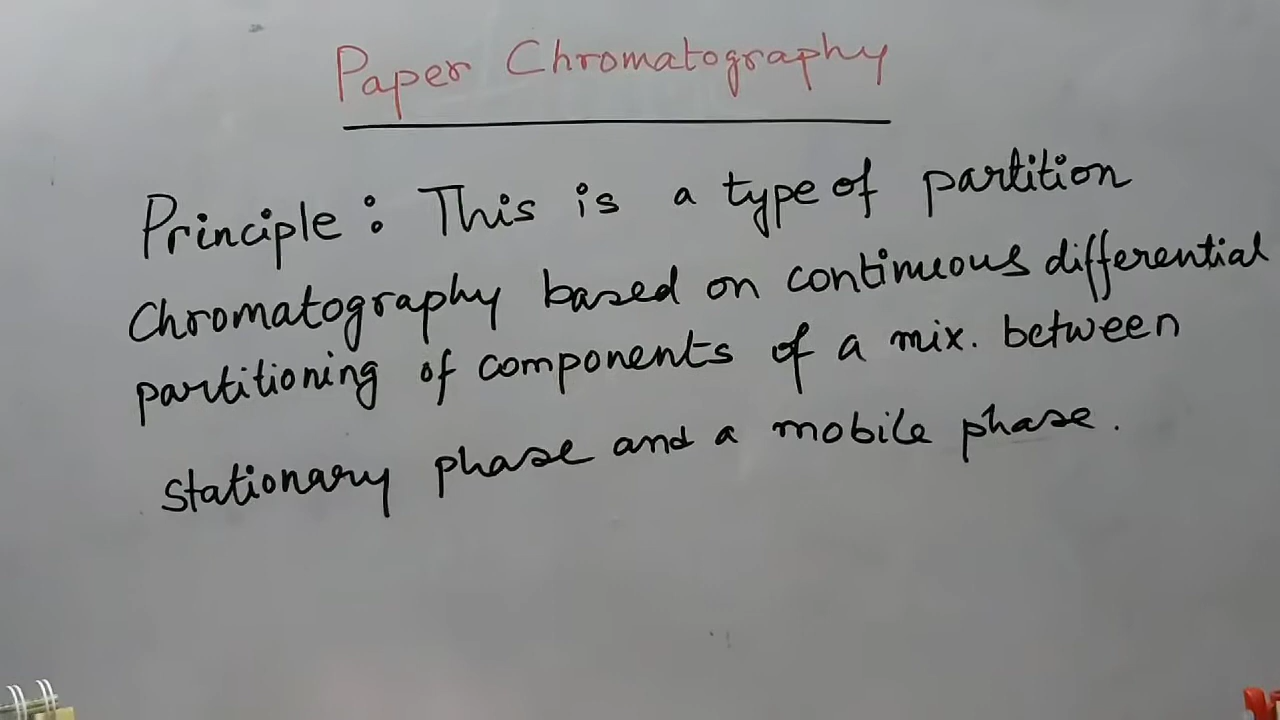 Paper Chromatography
Principle: This is a type of partition
Chromatography based on continuous differential
partitioning of components of a mix. between
stationary phase and a mobile phase.